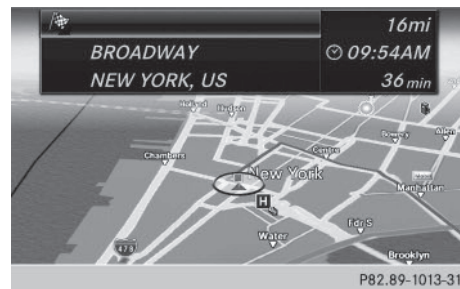 16mi
BROADWAY 09:54AM
NEW YORK, US 36 min
Holland Hudson
Bowery Allen
Chambers Centre
New York
Manhattan
H
Fdr S
Water
478
Brooklyn
P82.89-1013-31